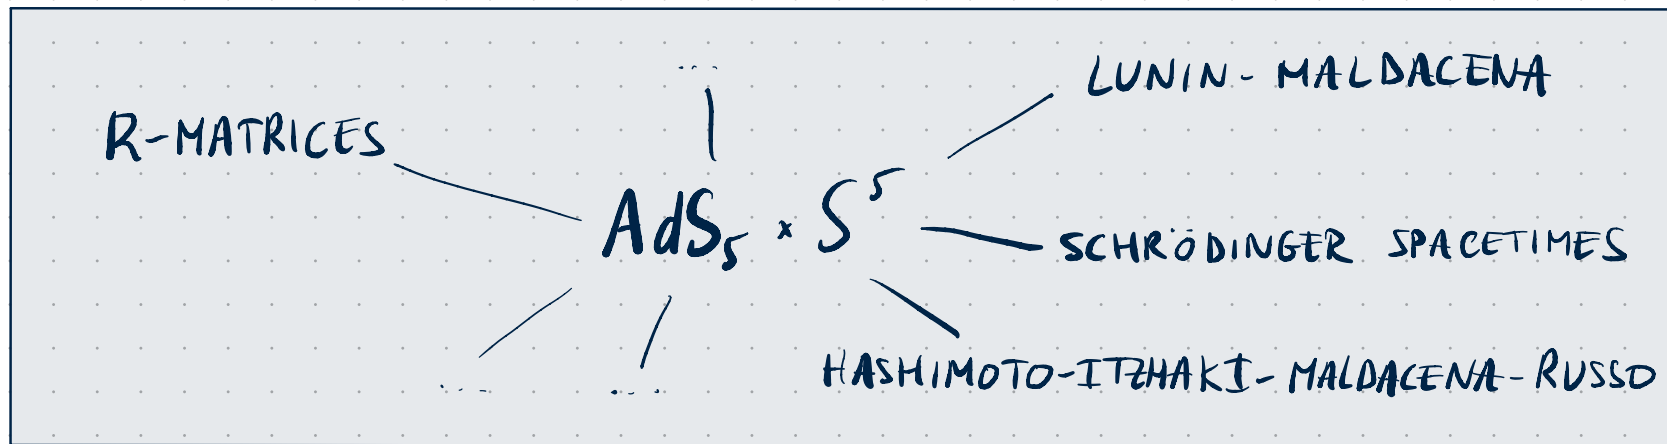 ...
LUNIN - MALDACENA
R-MATRICES
AdS₅ × S⁵
SCHRÖDINGER SPACETIMES
HASHIMOTO-ITZHAKI-MALDACENA-RUSSO
...
...